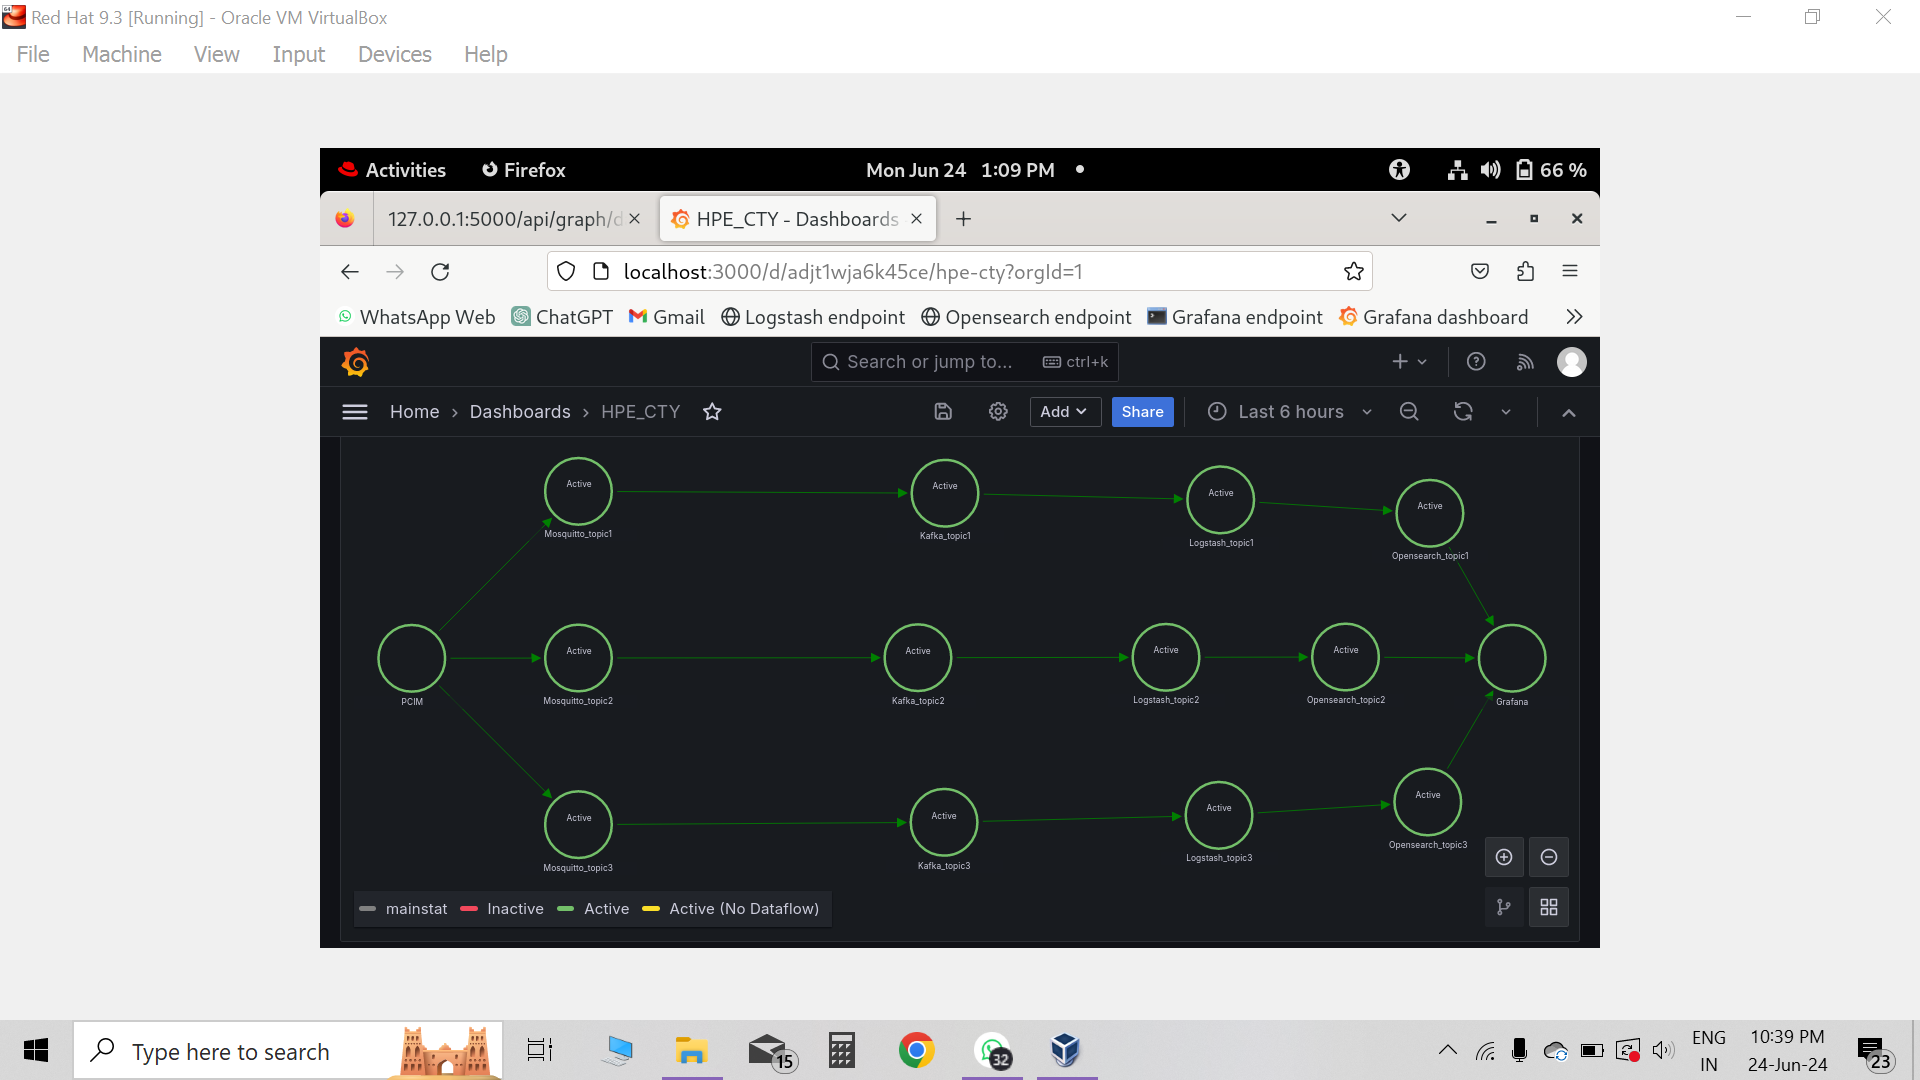 Red Hat 9.3 [Running] - Oracle VM VirtualBox
File Machine View Input Devices Help
Activities Firefox Mon Jun 24 1:09 PM 66 %
127.0.0.1:5000/api/graph/d HPE_CTY - Dashboards
localhost:3000/d/adjt1wja6k45ce/hpe-cty?orgId=1
WhatsApp Web ChatGPT Gmail Logstash endpoint Opensearch endpoint Grafana endpoint Grafana dashboard
Search or jump to... ctrl+k
Home Dashboards HPE_CTY Add Share Last 6 hours
Active Active Active Active
Mosquitto_topic1 Kafka_topic1 Logstash_topic1 Opensearch_topic1
Active Active Active Active
PCIM Mosquitto_topic2 Kafka_topic2 Logstash_topic2 Opensearch_topic2 Grafana
Active Active Active Active
Mosquitto_topic3 Kafka_topic3 Logstash_topic3 Opensearch_topic3
mainstat Inactive Active Active (No Dataflow)
Type here to search 15 32 ENG 10:39 PM
IN 24-Jun-24 23